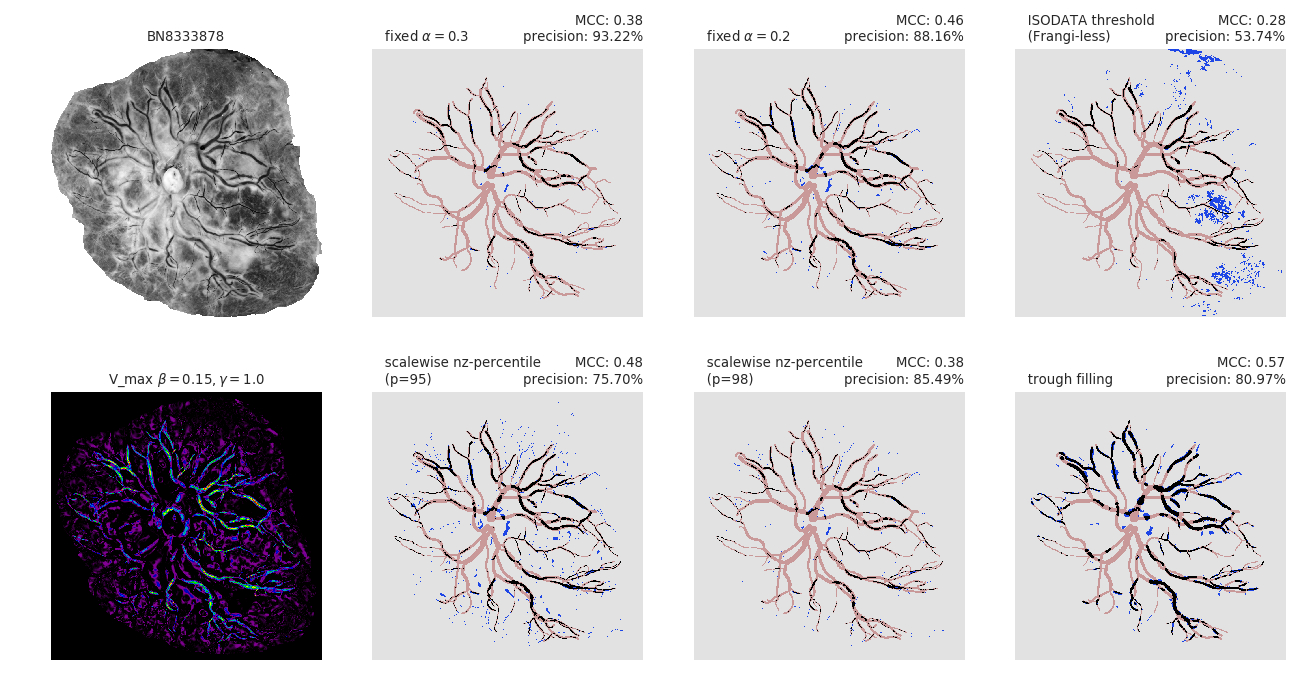 BN8333878
fixed α = 0.3
MCC: 0.38
precision: 93.22%
fixed α = 0.2
MCC: 0.46
precision: 88.16%
ISODATA threshold
(Frangi-less)
MCC: 0.28
precision: 53.74%
V_max β = 0.15, γ = 1.0
scalewise nz-percentile
(p=95)
MCC: 0.48
precision: 75.70%
scalewise nz-percentile
(p=98)
MCC: 0.38
precision: 85.49%
trough filling
MCC: 0.57
precision: 80.97%